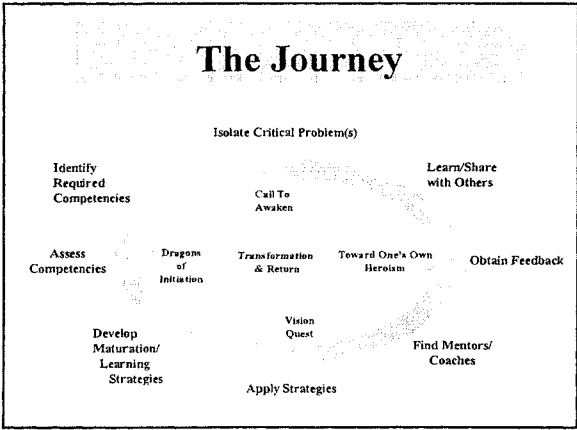 The Journey
Isolate Critical Problem(s)
Identify
Required
Competencies
Learn/Share
with Others
Call To
Awaken
Assess
Competencies
Dragons
of
Initiation
Transformation
& Return
Toward One's Own
Heroism
Obtain Feedback
Vision
Quest
Develop
Maturation/
Learning
Strategies
Find Mentors/
Coaches
Apply Strategies